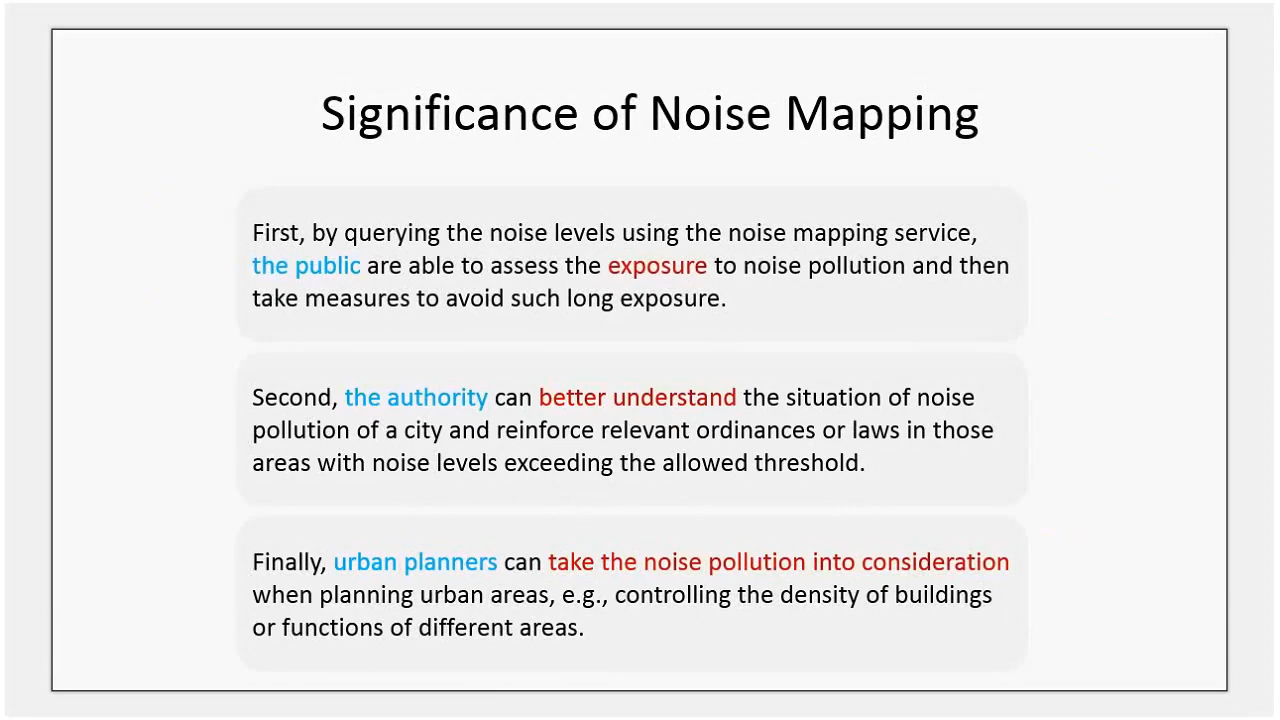 Significance of Noise Mapping
First, by querying the noise levels using the noise mapping service,
the public are able to assess the exposure to noise pollution and then
take measures to avoid such long exposure.
Second, the authority can better understand the situation of noise
pollution of a city and reinforce relevant ordinances or laws in those
areas with noise levels exceeding the allowed threshold.
Finally, urban planners can take the noise pollution into consideration
when planning urban areas, e.g., controlling the density of buildings
or functions of different areas.